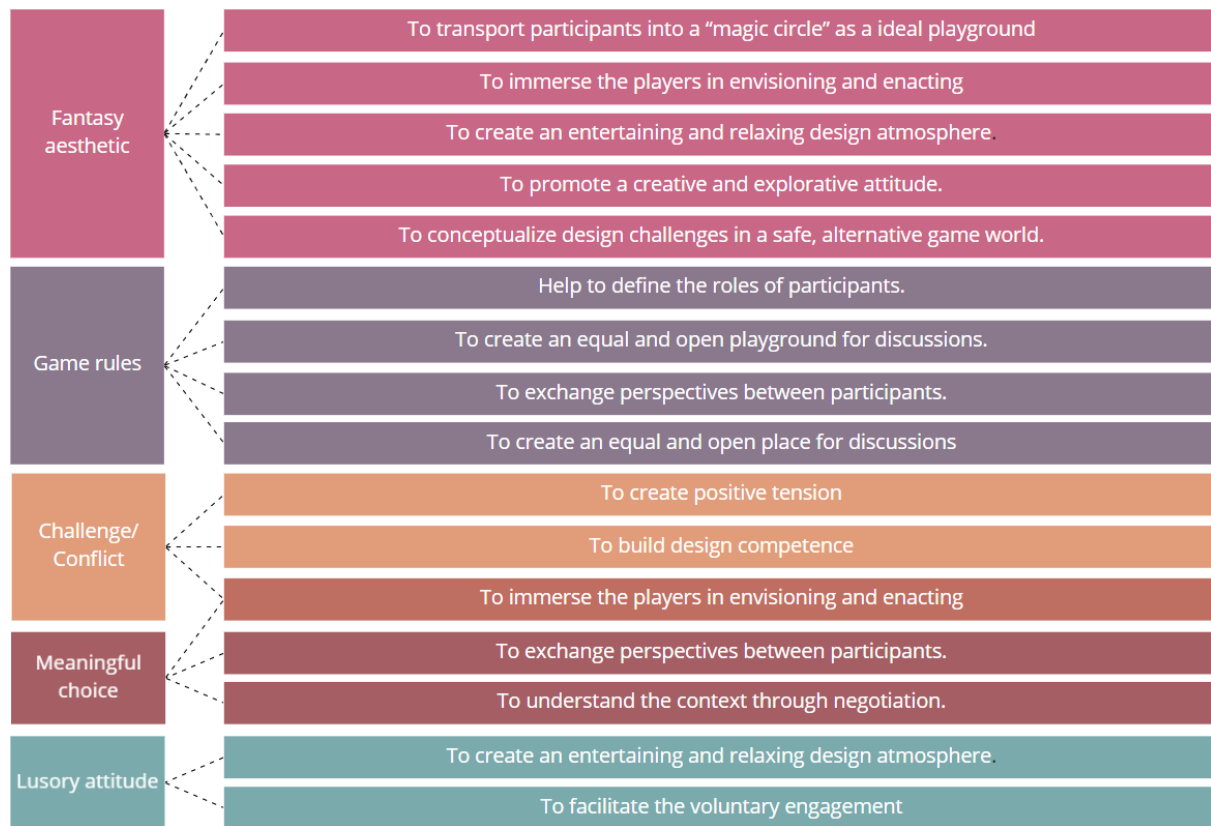 Fantasy
aesthetic
To transport participants into a “magic circle” as a ideal playground
To immerse the players in envisioning and enacting
To create an entertaining and relaxing design atmosphere.
To promote a creative and explorative attitude.
To conceptualize design challenges in a safe, alternative game world.
Game rules
Help to define the roles of participants.
To create an equal and open playground for discussions.
To exchange perspectives between participants.
To create an equal and open place for discussions
Challenge/
Conflict
To create positive tension
To build design competence
To immerse the players in envisioning and enacting
Meaningful
choice
To exchange perspectives between participants.
To understand the context through negotiation.
Lusory attitude
To create an entertaining and relaxing design atmosphere.
To facilitate the voluntary engagement